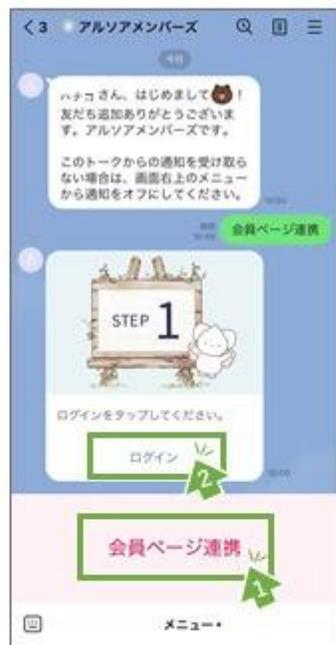 3 アルソアメンバーズ
今日
ハナコさん、はじめまして!
友だち追加ありがとうございま
す。アルソアメンバーズです。
このトークからの通知を受け取ら
ない場合は、画面右上のメニュー
から通知をオフにしてください。
会員ページ連携
STEP 1
ログインをタップしてください。
ログイン
2
会員ページ連携
1
メニュー